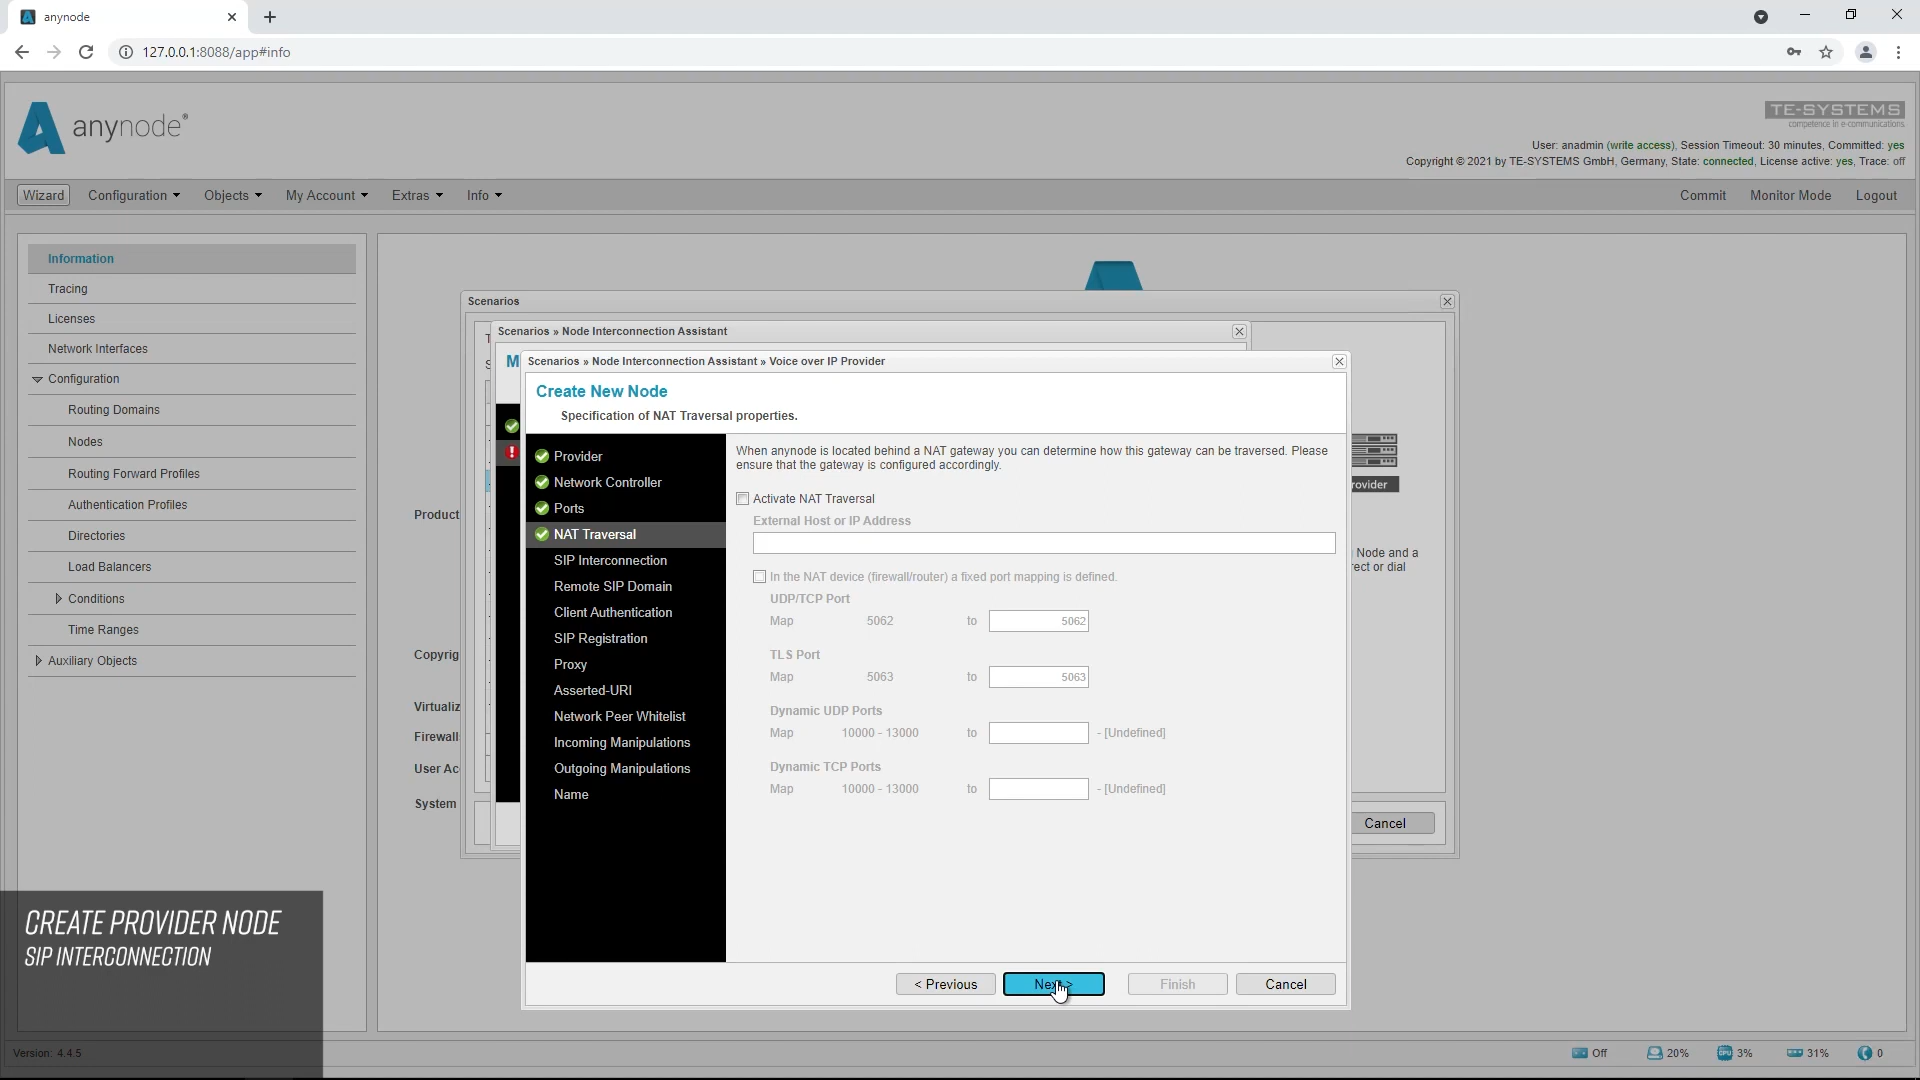 anynode
127.0.0.1:8088/app#info
anynode®
TE-SYSTEMS
competence in e-communications.
User: anadmin (write access), Session Timeout: 30 minutes, Committed: yes
Copyright © 2021 by TE-SYSTEMS GmbH, Germany, State: connected, License active: yes, Trace: off
Wizard Configuration Objects My Account Extras Info Commit Monitor Mode Logout
Information
Tracing
Licenses
Network Interfaces
Configuration
Routing Domains
Nodes
Routing Forward Profiles
Authentication Profiles
Directories
Load Balancers
Conditions
Time Ranges
Auxiliary Objects
Product
Copyrig
Virtualiz
Firewall
User Ac
System
Scenarios
Scenarios » Node Interconnection Assistant
M
Scenarios » Node Interconnection Assistant » Voice over IP Provider
Create New Node
Specification of NAT Traversal properties.
Provider
Network Controller
Ports
NAT Traversal
SIP Interconnection
Remote SIP Domain
Client Authentication
SIP Registration
Proxy
Asserted-URI
Network Peer Whitelist
Incoming Manipulations
Outgoing Manipulations
Name
When anynode is located behind a NAT gateway you can determine how this gateway can be traversed. Please
ensure that the gateway is configured accordingly.
Activate NAT Traversal
External Host or IP Address
In the NAT device (firewall/router) a fixed port mapping is defined.
UDP/TCP Port
Map 5062 to 5062
TLS Port
Map 5063 to 5063
Dynamic UDP Ports
Map 10000 - 13000 to - [Undefined]
Dynamic TCP Ports
Map 10000 - 13000 to - [Undefined]
< Previous Next > Finish Cancel
rovider
Node and a
rect or dial
Cancel
CREATE PROVIDER NODE
SIP INTERCONNECTION
Version: 4.4.5
Off CPU 20% 3% 31% 0